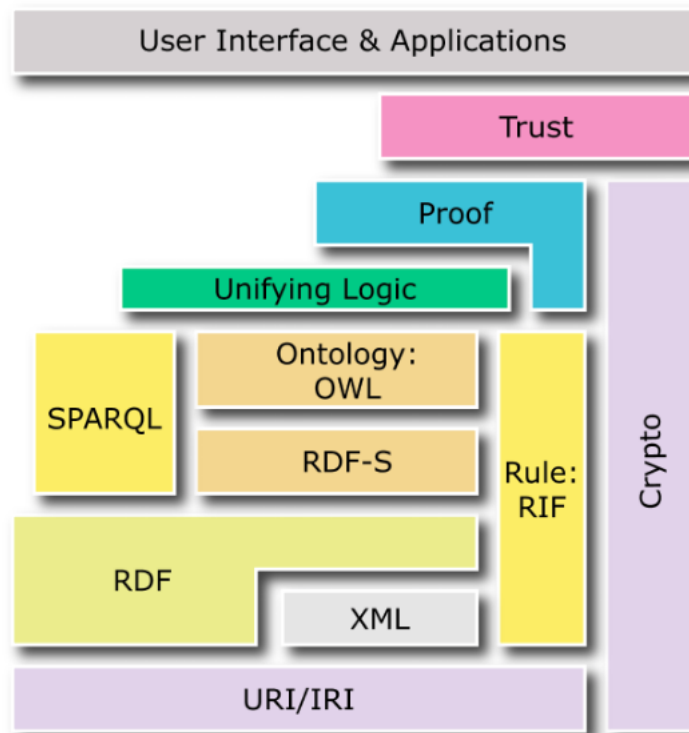 User Interface & Applications
Trust
Proof
Unifying Logic
Ontology:
OWL
SPARQL
RDF-S
Rule:
RIF
Crypto
RDF
XML
URI/IRI